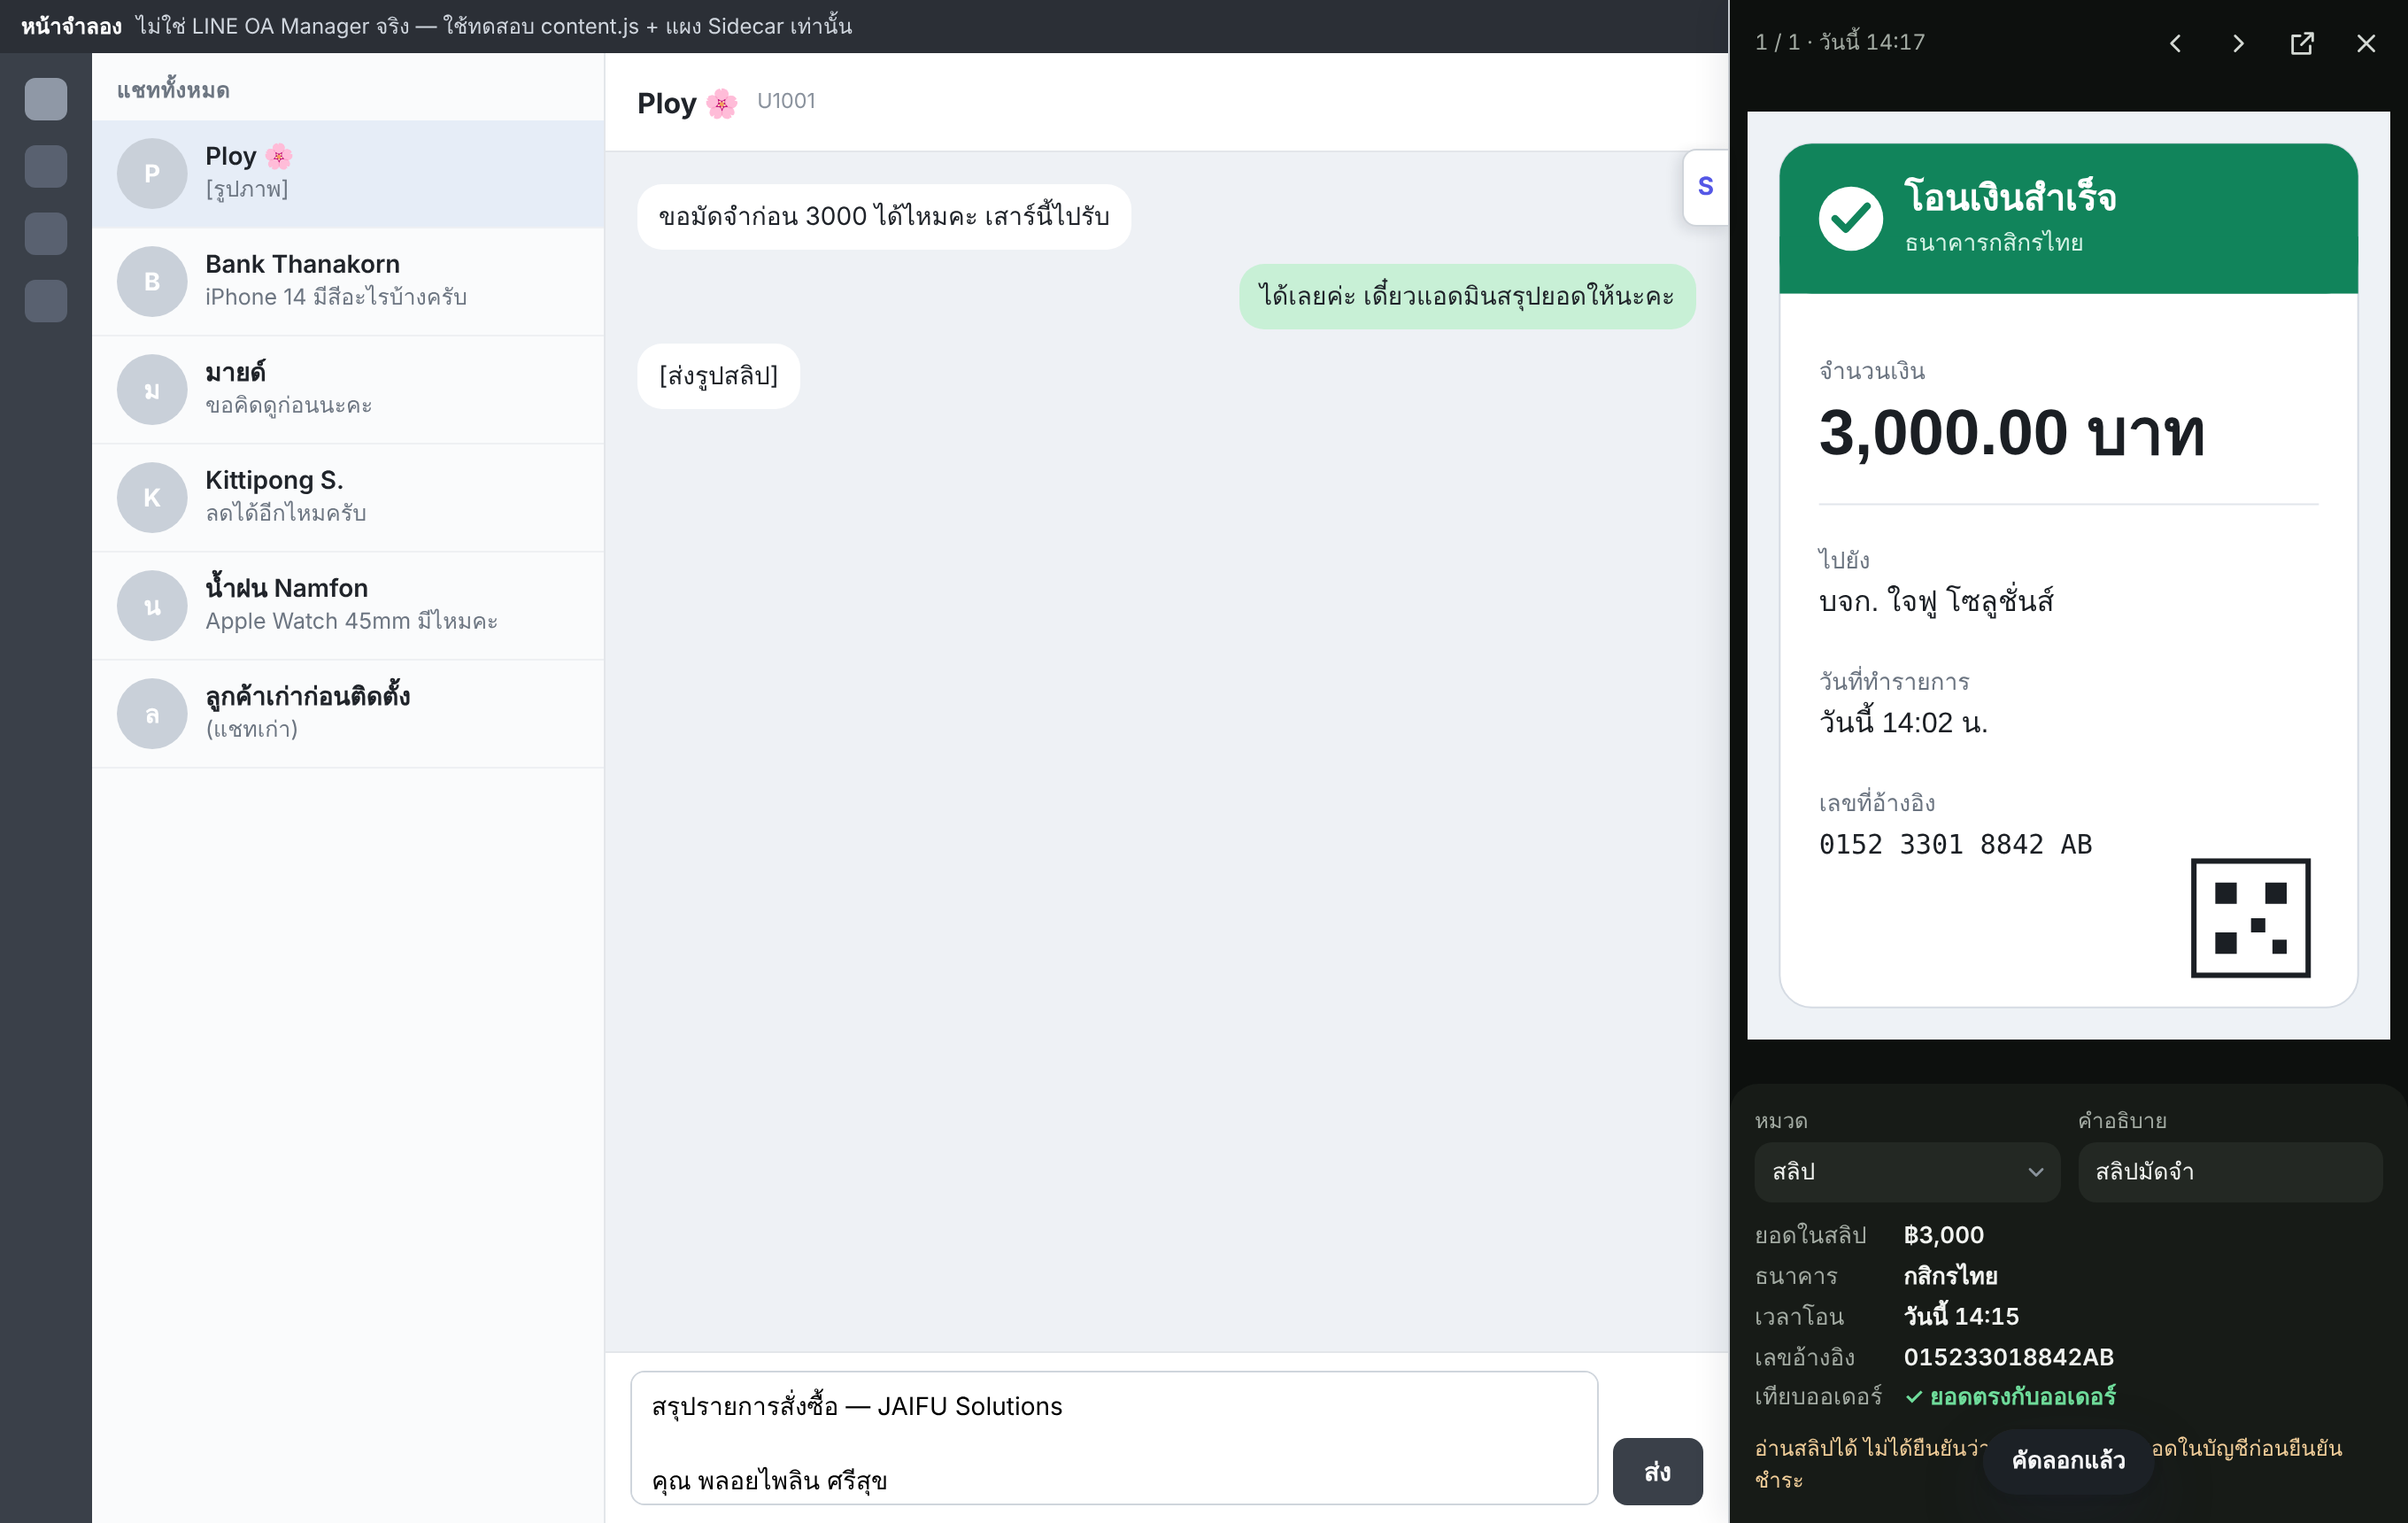 หน้าจำลอง ไม่ใช่ LINE OA Manager จริง — ใช้ทดสอบ content.js + แผง Sidecar เท่านั้น
แชททั้งหมด
P
Ploy 🌸
[รูปภาพ]
B
Bank Thanakorn
iPhone 14 มีสีอะไรบ้างครับ
ม
มายด์
ขอคิดดูก่อนนะคะ
K
Kittipong S.
ลดได้อีกไหมครับ
น
น้ำฝน Namfon
Apple Watch 45mm มีไหมคะ
ล
ลูกค้าเก่าก่อนติดตั้ง
(แชทเก่า)
Ploy 🌸 U1001
S
ขอมัดจำก่อน 3000 ได้ไหมคะ เสาร์นี้ไปรับ
ได้เลยค่ะ เดี๋ยวแอดมินสรุปยอดให้นะคะ
[ส่งรูปสลิป]
สรุปรายการสั่งซื้อ — JAIFU Solutions
คุณ พลอยไพลิน ศรีสุข
ส่ง
1 / 1 · วันนี้ 14:17
โอนเงินสำเร็จ
ธนาคารกสิกรไทย
จำนวนเงิน
3,000.00 บาท
ไปยัง
บจก. ใจฟู โซลูชั่นส์
วันที่ทำรายการ
วันนี้ 14:02 น.
เลขที่อ้างอิง
0152 3301 8842 AB
หมวด คำอธิบาย
สลิป สลิปมัดจำ
ยอดในสลิป ฿3,000
ธนาคาร กสิกรไทย
เวลาโอน วันนี้ 14:15
เลขอ้างอิง 015233018842AB
เทียบออเดอร์ ✓ ยอดตรงกับออเดอร์
อ่านสลิปได้ ไม่ได้ยืนยันว่า
ในบัญชีก่อนยืนยัน
ชำระ
คัดลอกแล้ว